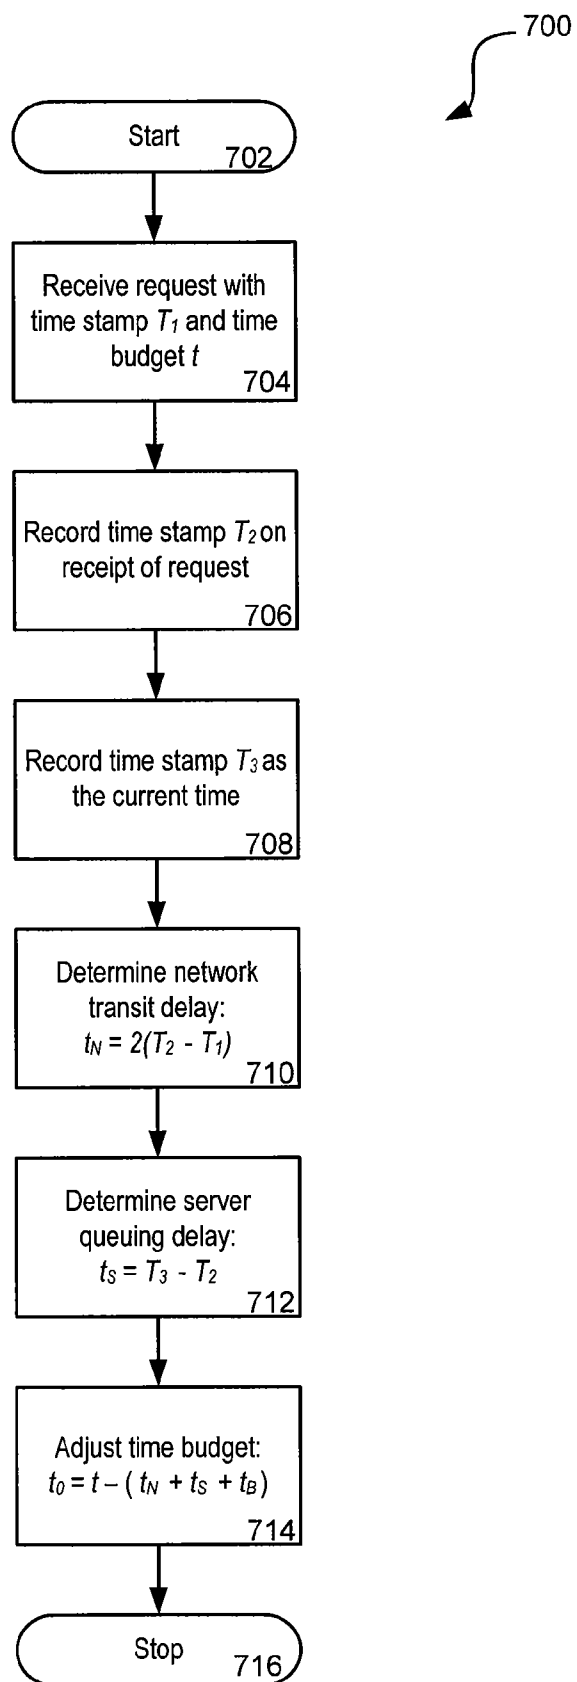 700
Start
702
Receive request with
time stamp T1 and time
budget t
704
Record time stamp T2 on
receipt of request
706
Record time stamp T3 as
the current time
708
Determine network
transit delay:
tN = 2(T2 - T1)
710
Determine server
queuing delay:
tS = T3 - T2
712
Adjust time budget:
t0 = t – ( tN + tS + tB)
714
Stop
716